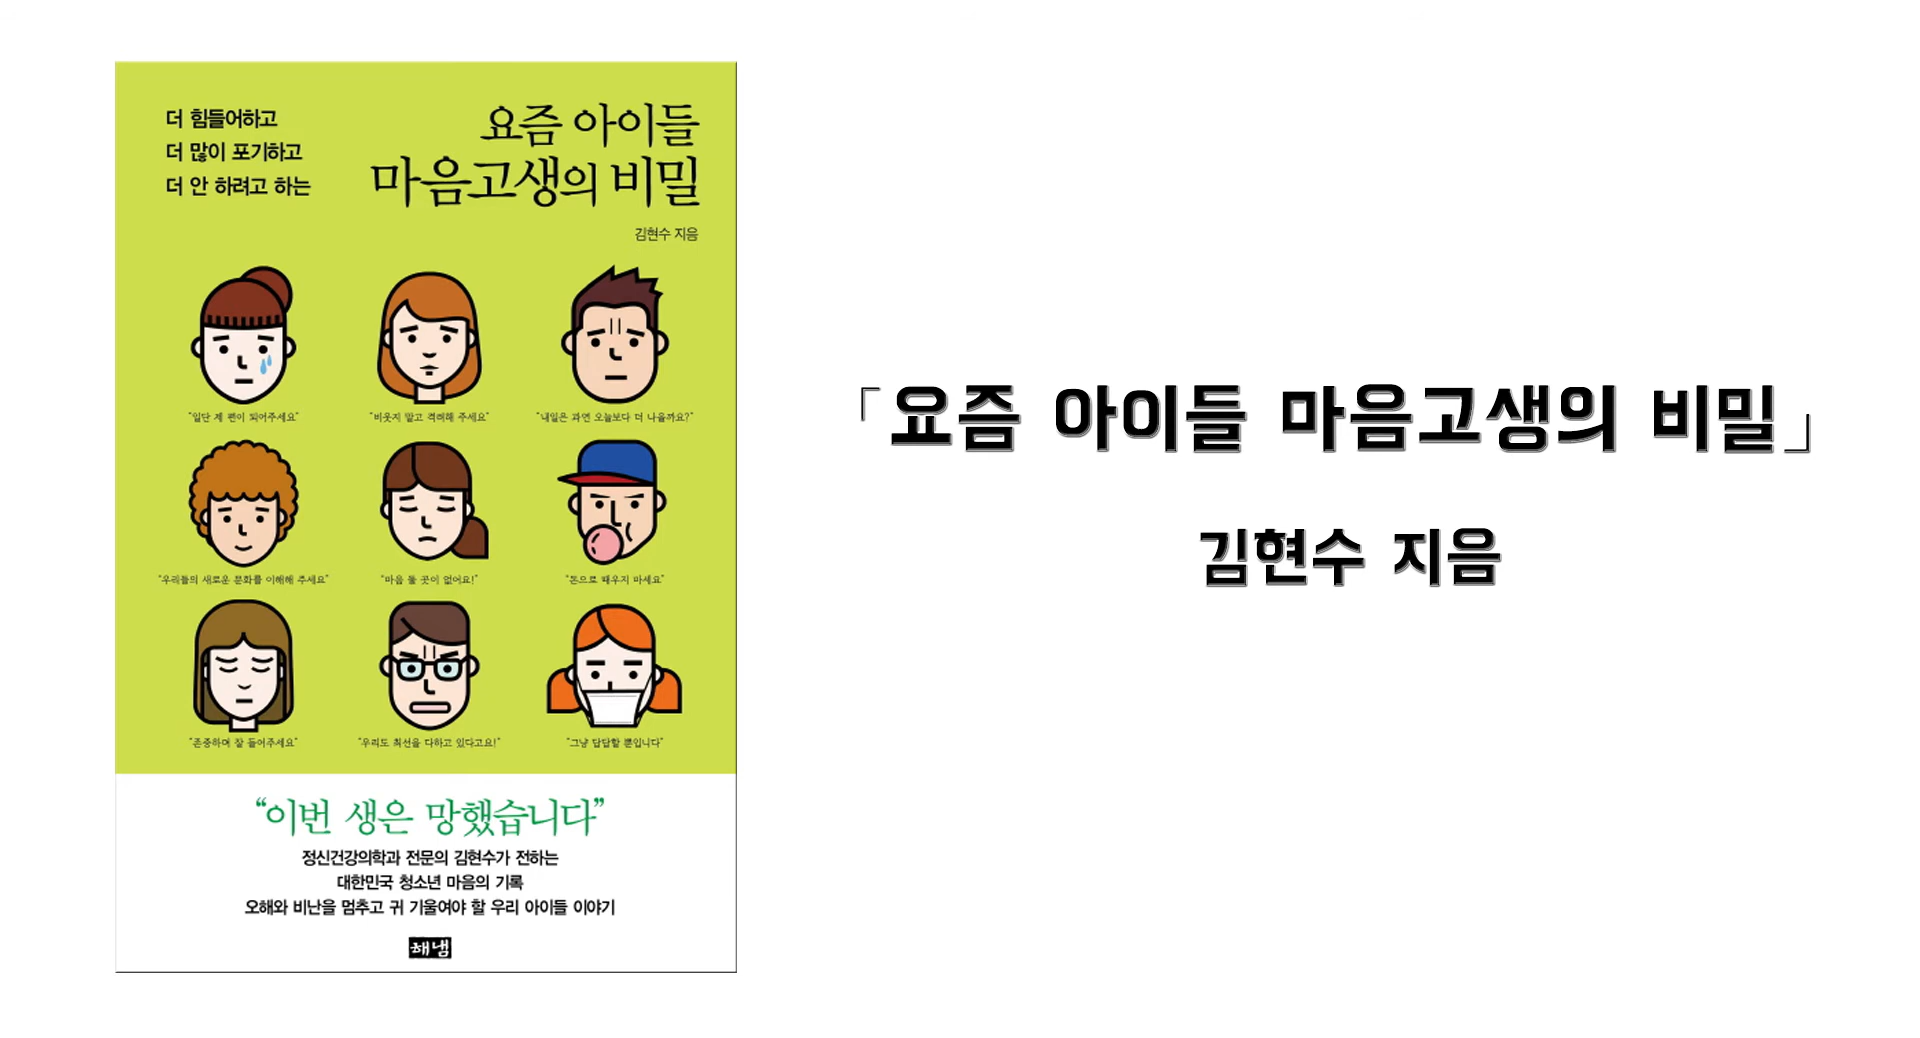 더 힘들어하고
더 많이 포기하고
더 안 하려고 하는
요즘 아이들
마음고생의 비밀
김현수 지음
"일단 제 편이 되어주세요"
"비웃지 말고 격려해 주세요"
"내일은 과연 오늘보다 더 나을까요?"
"우리들의 새로운 문화를 이해해 주세요"
"마음 둘 곳이 없어요!"
"돈으로 때우지 마세요"
"존중하며 잘 들어주세요"
"우리도 최선을 다하고 있다고요!"
"그냥 답답할 뿐입니다"
“이번 생은 망했습니다”
정신건강의학과 전문의 김현수가 전하는
대한민국 청소년 마음의 기록
오해와 비난을 멈추고 귀 기울여야 할 우리 아이들 이야기
해냄
「요즘 아이들 마음고생의 비밀」
김현수 지음